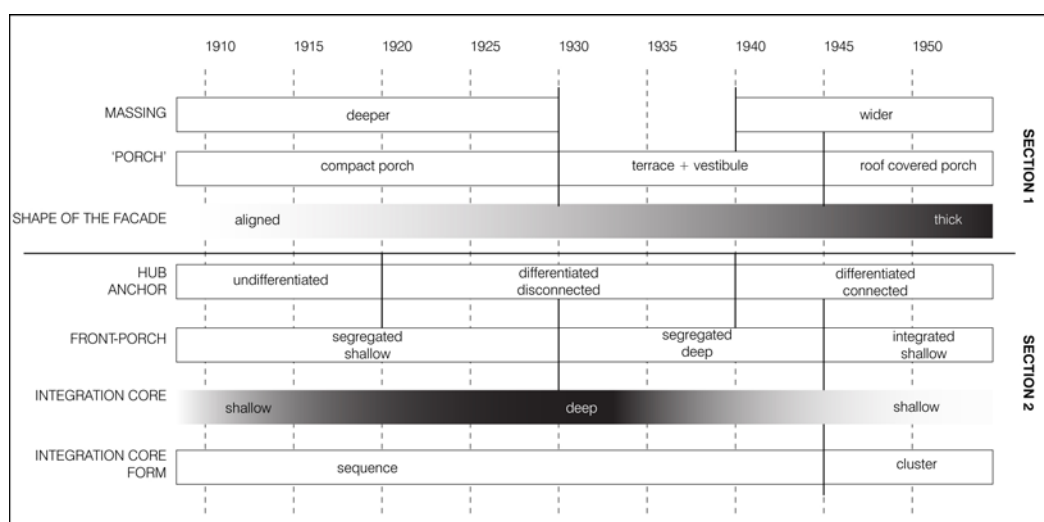 1910 1915 1920 1925 1930 1935 1940 1945 1950
MASSING deeper wider
'PORCH' compact porch terrace + vestibule roof covered porch
SHAPE OF THE FACADE aligned thick
SECTION 1
HUB undifferentiated differentiated differentiated
ANCHOR disconnected connected
FRONT-PORCH segregated segregated integrated
shallow deep shallow
INTEGRATION CORE shallow deep shallow
INTEGRATION CORE sequence cluster
FORM
SECTION 2